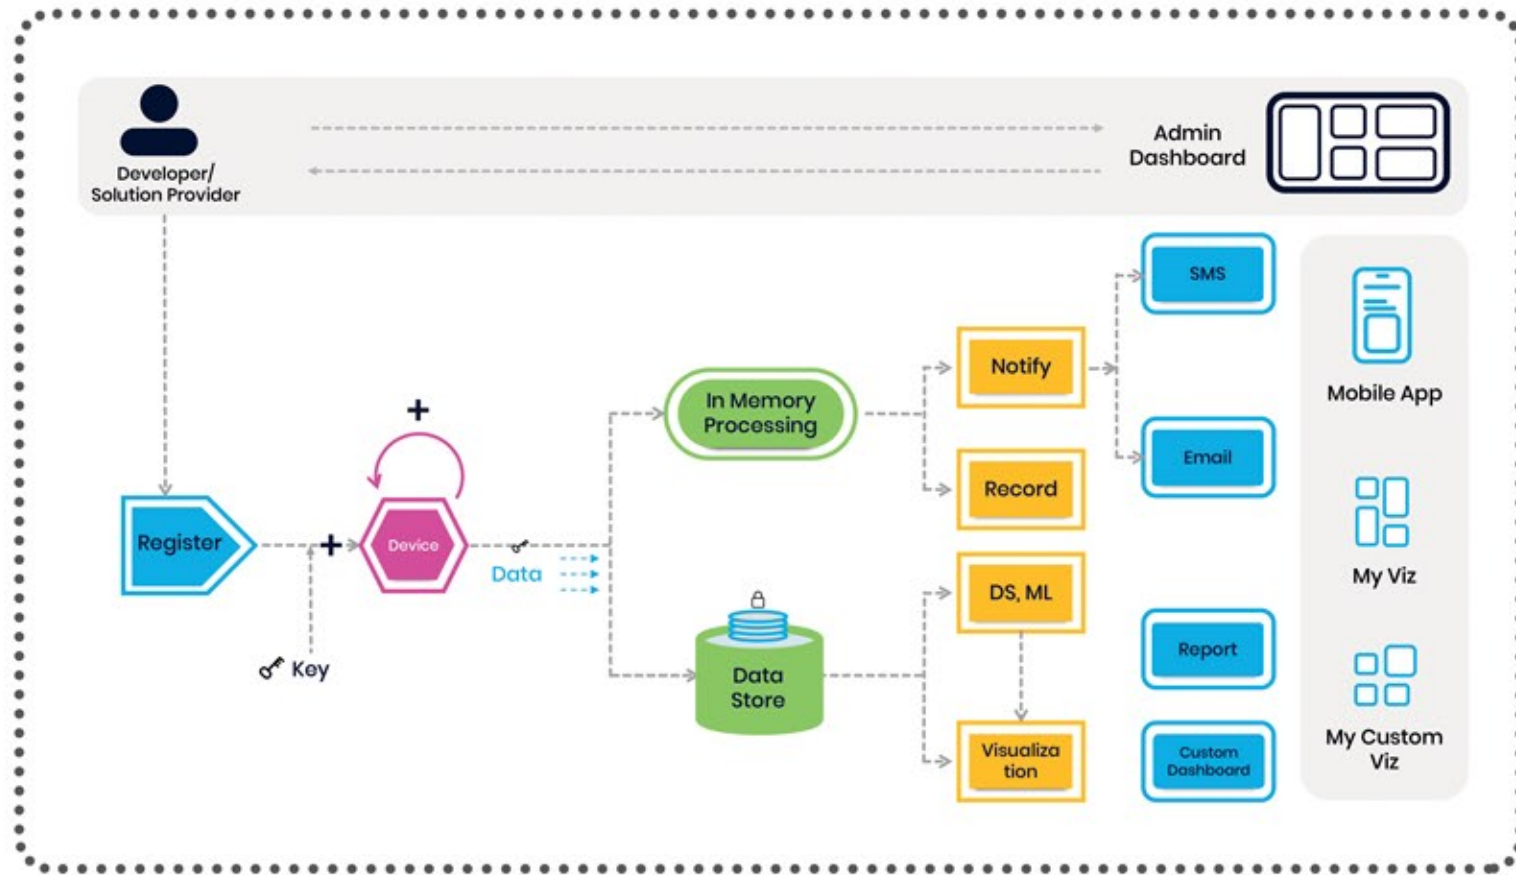 Developer/
Solution Provider
Admin
Dashboard
SMS
Notify
Mobile App
In Memory
Processing
Email
Record
Register
+
+
Device
Data
DS, ML
My Viz
Key
Data
Store
Report
Visualiza
tion
Custom
Dashboard
My Custom
Viz